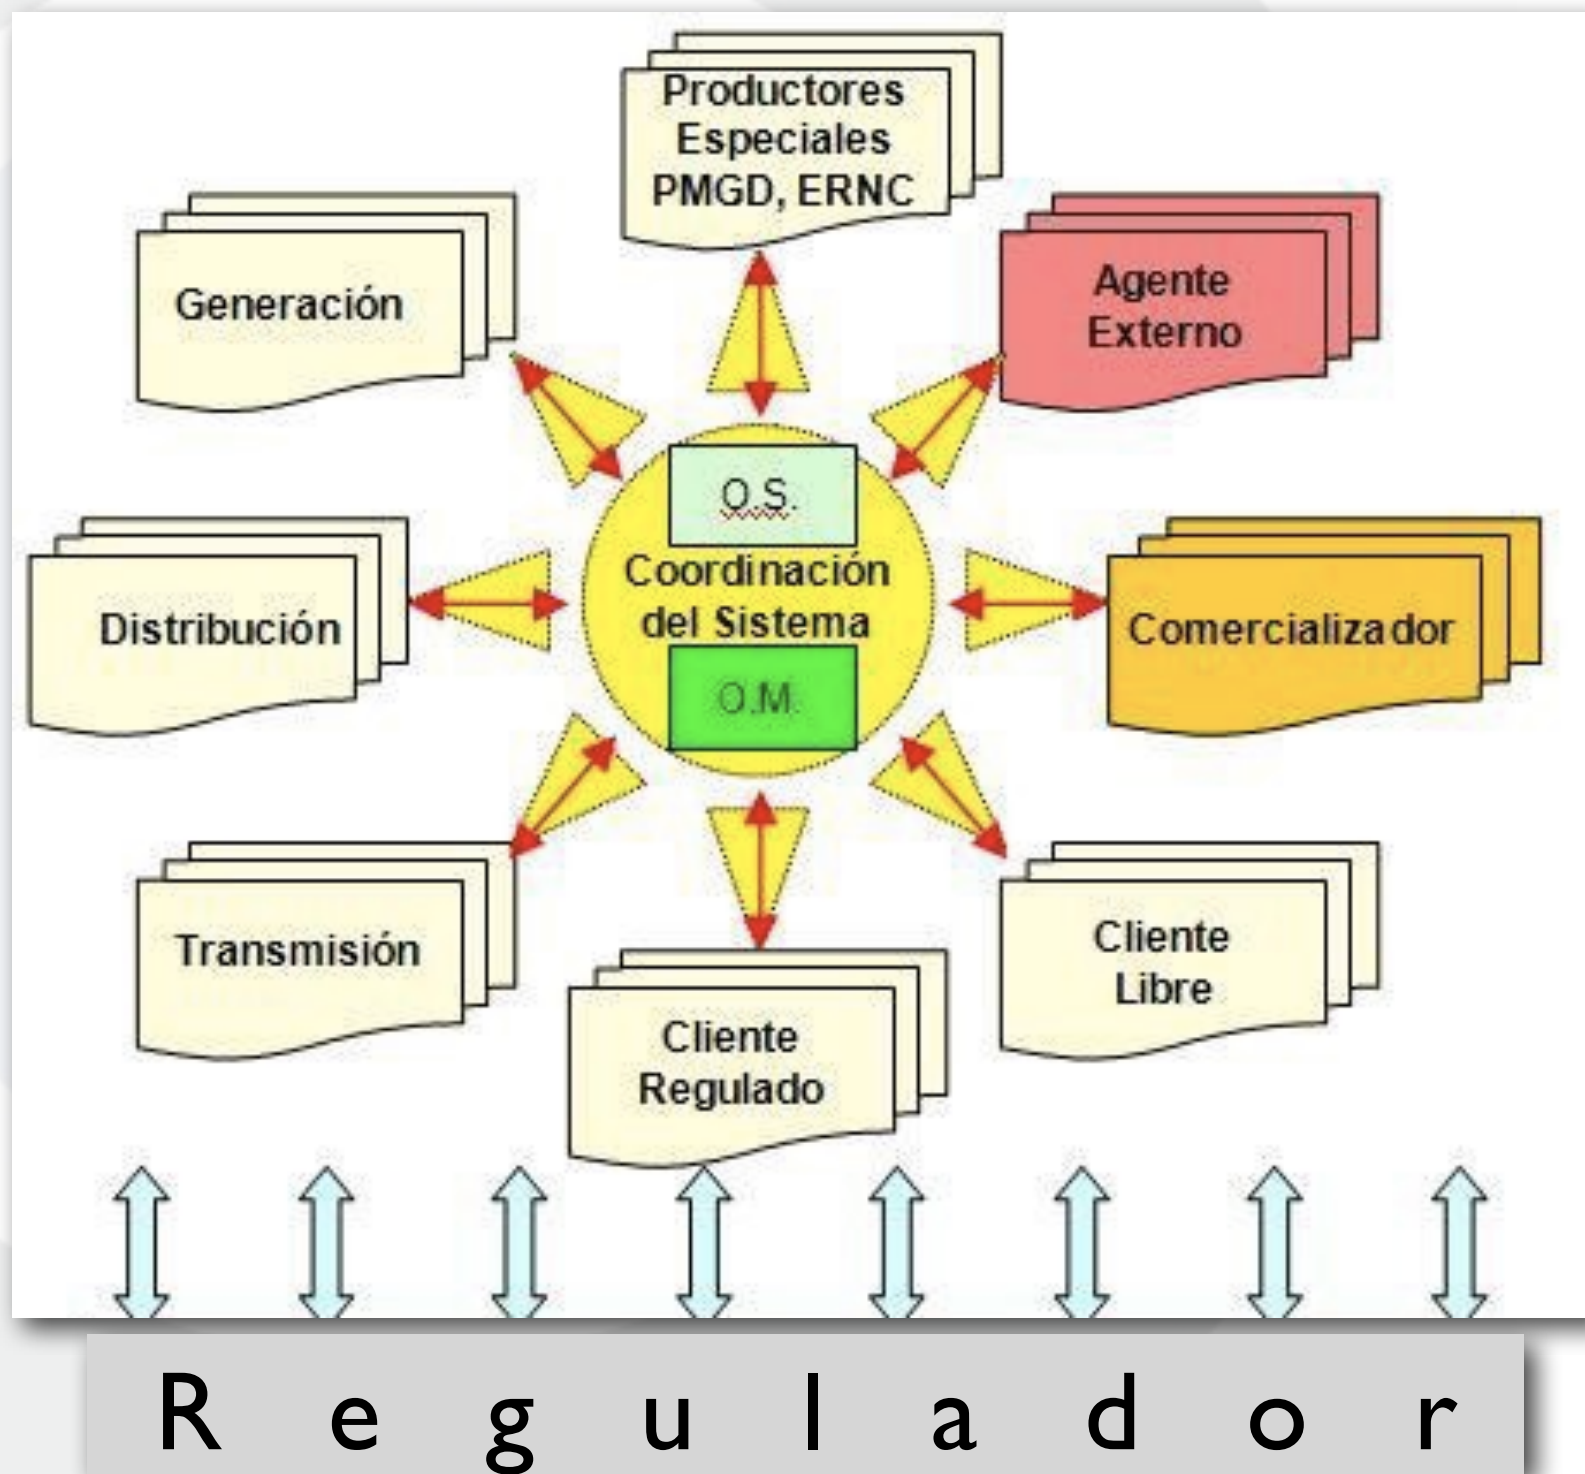 Productores
Especiales
PMGD, ERNC
Generación
Agente
Externo
O.S.
Coordinación
del Sistema
O.M.
Distribución
Comercializador
Transmisión
Cliente
Libre
Cliente
Regulado
R e g u l a d o r